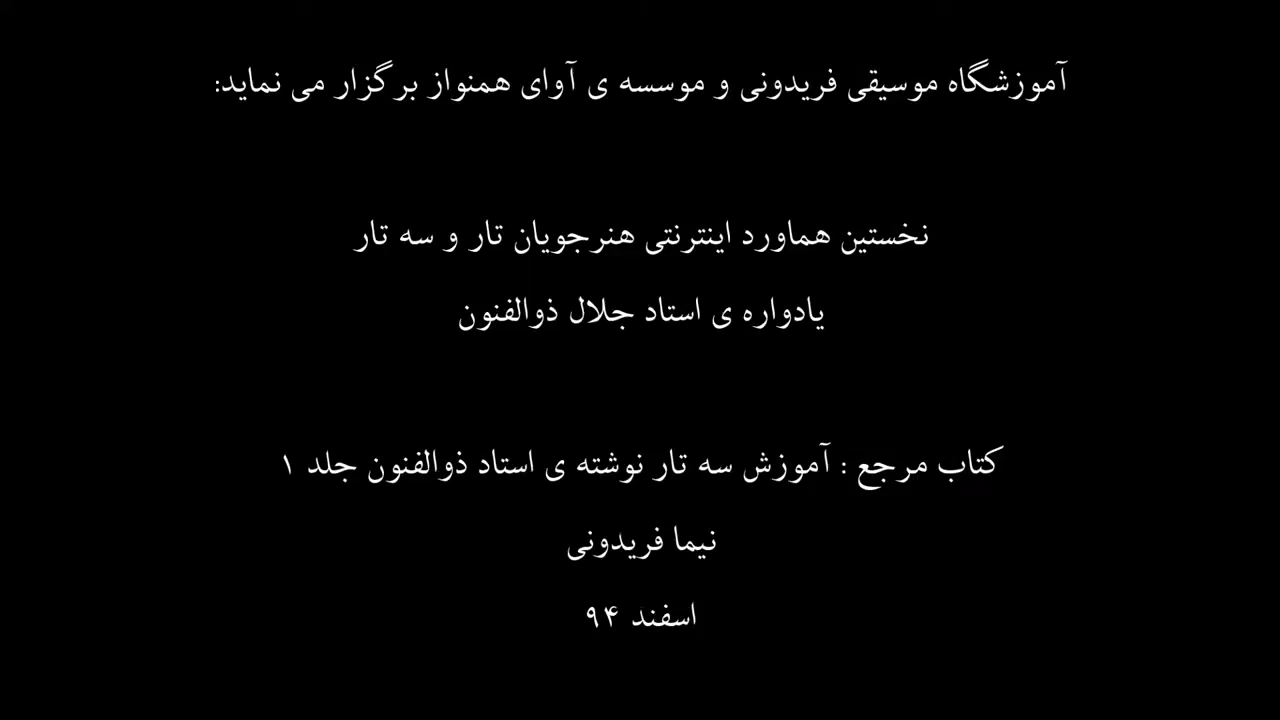 آموزشگاه موسیقی فریدونی و موسسه ی آوای همنواز برگزار می نماید:
نخستین هماورد اینترنتی هنرجویان تار و سه تار
یادواره ی استاد جلال ذوالفنون
کتاب مرجع : آموزش سه تار نوشته ی استاد ذوالفنون جلد ۱
نیما فریدونی
اسفند ۹۴